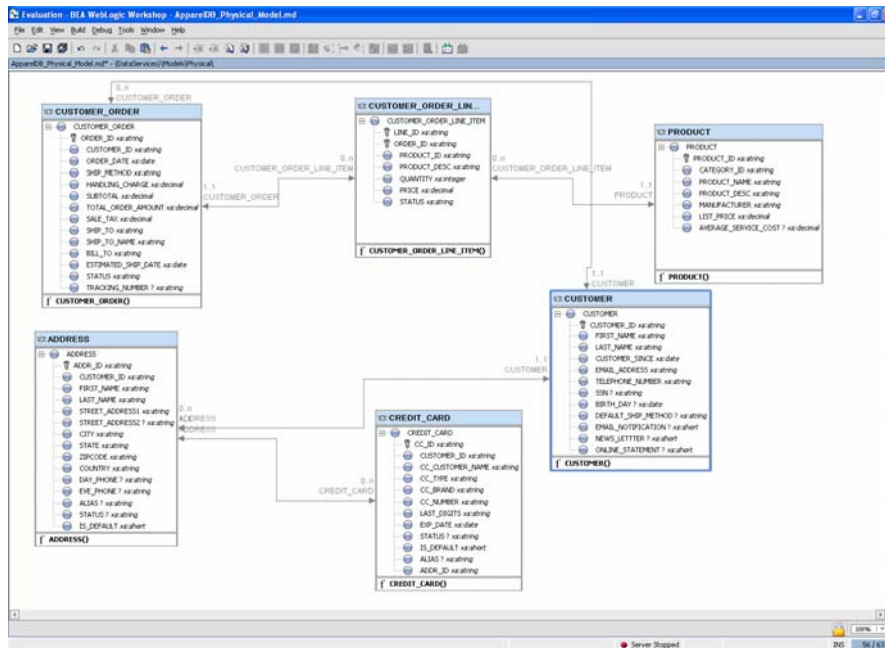 Evaluation - BEA WebLogic Workshop - ApparelDB_Physical_Model.md
File Edit View Build Debug Tools Window Help
ApparelDB_Physical_Model.md* - {DataServices}\Models\Physical\
0..n
CUSTOMER_ORDER
CUSTOMER_ORDER
CUSTOMER_ORDER
ORDER_ID xs:string
CUSTOMER_ID xs:string
ORDER_DATE xs:date
SHIP_METHOD xs:string
HANDLING_CHARGE xs:decimal
SUBTOTAL xs:decimal
TOTAL_ORDER_AMOUNT xs:decimal
SALE_TAX xs:decimal
SHIP_TO xs:string
SHIP_TO_NAME xs:string
BILL_TO xs:string
ESTIMATED_SHIP_DATE xs:date
STATUS xs:string
TRACKING_NUMBER ? xs:string
CUSTOMER_ORDER()
0..n
CUSTOMER_ORDER_LINE_ITEM
1..1
CUSTOMER_ORDER
CUSTOMER_ORDER_LIN...
CUSTOMER_ORDER_LINE_ITEM
LINE_ID xs:string
ORDER_ID xs:string
PRODUCT_ID xs:string
PRODUCT_DESC xs:string
QUANTITY xs:integer
PRICE xs:decimal
STATUS xs:string
CUSTOMER_ORDER_LINE_ITEM()
0..n
CUSTOMER_ORDER_LINE_ITEM
1..1
PRODUCT
PRODUCT
PRODUCT
PRODUCT_ID xs:string
CATEGORY_ID xs:string
PRODUCT_NAME xs:string
PRODUCT_DESC xs:string
MANUFACTURER xs:string
LIST_PRICE xs:decimal
AVERAGE_SERVICE_COST ? xs:decimal
PRODUCT()
1..1
CUSTOMER
CUSTOMER
CUSTOMER
CUSTOMER_ID xs:string
FIRST_NAME xs:string
LAST_NAME xs:string
CUSTOMER_SINCE xs:date
EMAIL_ADDRESS xs:string
TELEPHONE_NUMBER xs:string
SSN ? xs:string
BIRTH_DAY ? xs:date
DEFAULT_SHIP_METHOD ? xs:string
EMAIL_NOTIFICATION ? xs:short
NEWS_LETTTER ? xs:short
ONLINE_STATEMENT ? xs:short
CUSTOMER()
1..1
CUSTOMER
ADDRESS
ADDRESS
ADDR_ID xs:string
CUSTOMER_ID xs:string
FIRST_NAME xs:string
LAST_NAME xs:string
STREET_ADDRESS1 xs:string
STREET_ADDRESS2 ? xs:string
CITY xs:string
STATE xs:string
ZIPCODE xs:string
COUNTRY xs:string
DAY_PHONE ? xs:string
EVE_PHONE ? xs:string
ALIAS ? xs:string
STATUS ? xs:string
IS_DEFAULT xs:short
ADDRESS()
0..n
ADDRESS
ADDRESS
0..n
CREDIT_CARD
CREDIT_CARD
CREDIT_CARD
CC_ID xs:string
CUSTOMER_ID xs:string
CC_CUSTOMER_NAME xs:string
CC_TYPE xs:string
CC_BRAND xs:string
CC_NUMBER xs:string
LAST_DIGITS xs:string
EXP_DATE xs:date
STATUS ? xs:string
IS_DEFAULT xs:short
ALIAS ? xs:string
ADDR_ID xs:string
CREDIT_CARD()
100%
Server Stopped
INS
56 / 63